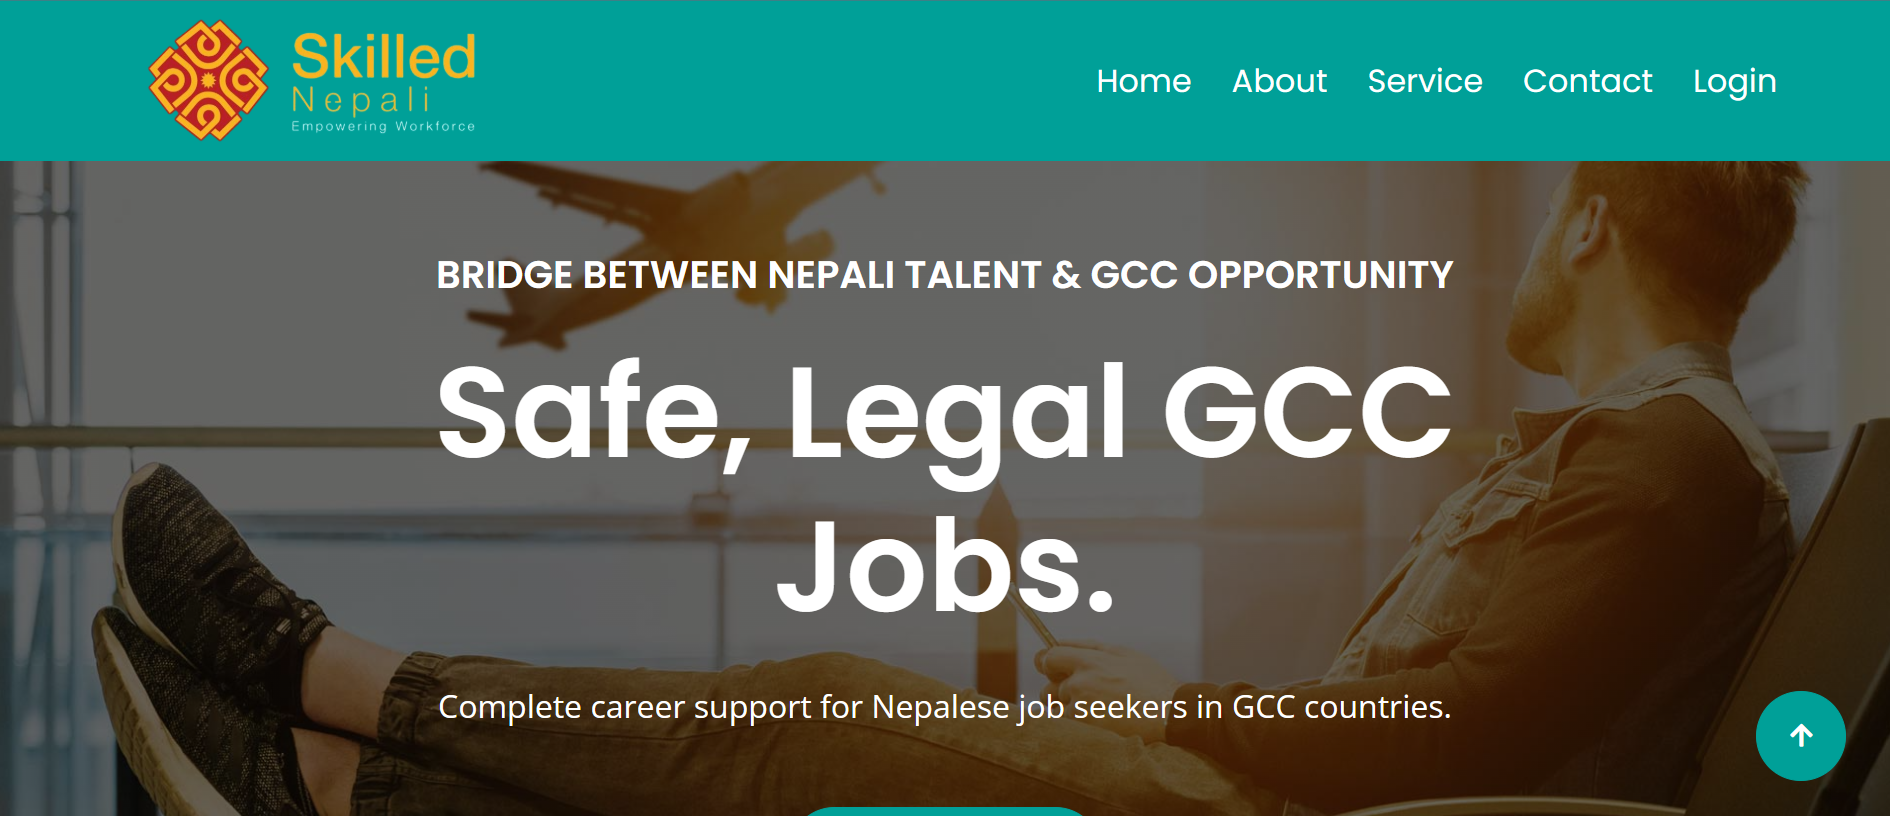 Skilled
Nepali
Empowering Workforce
Home About Service Contact Login
BRIDGE BETWEEN NEPALI TALENT & GCC OPPORTUNITY
Safe, Legal GCC
Jobs.
Complete career support for Nepalese job seekers in GCC countries.